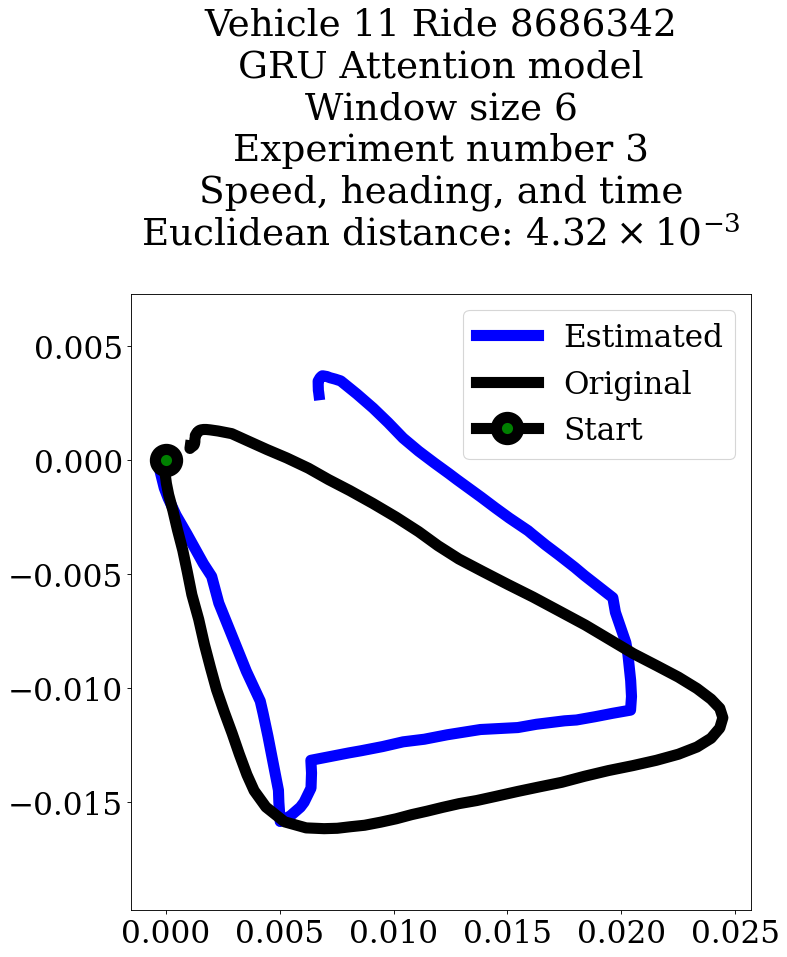 Vehicle 11 Ride 8686342
GRU Attention model
Window size 6
Experiment number 3
Speed, heading, and time
Euclidean distance: 4.32 × 10⁻³
Estimated
Original
Start
0.005
0.000
−0.005
−0.010
−0.015
0.000 0.005 0.010 0.015 0.020 0.025